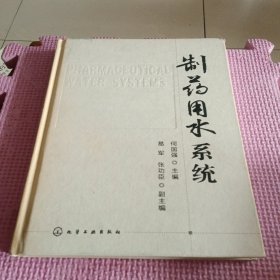 PHARMACEUTICAL
WATER SYSTEMS
制药用水系统
何国强 ◎ 主编
易军 张功臣 ◎ 副主编
化学工业出版社